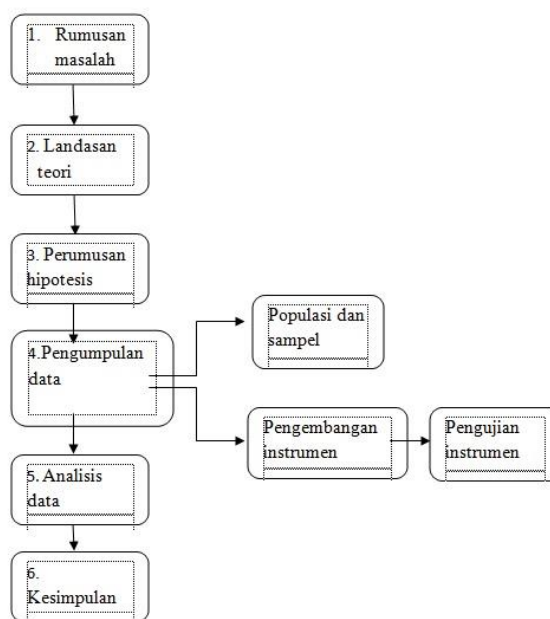 1. Rumusan
masalah
2. Landasan
teori
3. Perumusan
hipotesis
4.Pengumpulan
data
Populasi dan
sampel
Pengembangan
instrumen
Pengujian
instrumen
5. Analisis
data
6.
Kesimpulan